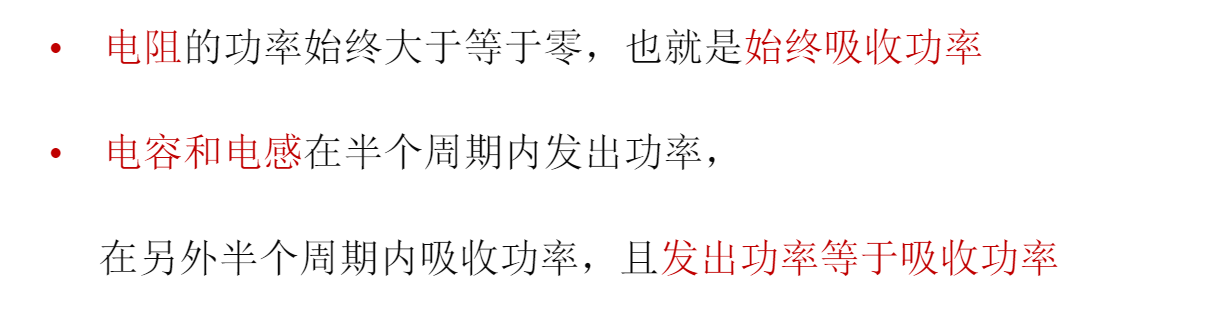 • 电阻的功率始终大于等于零，也就是始终吸收功率
• 电容和电感在半个周期内发出功率，
在另外半个周期内吸收功率，且发出功率等于吸收功率